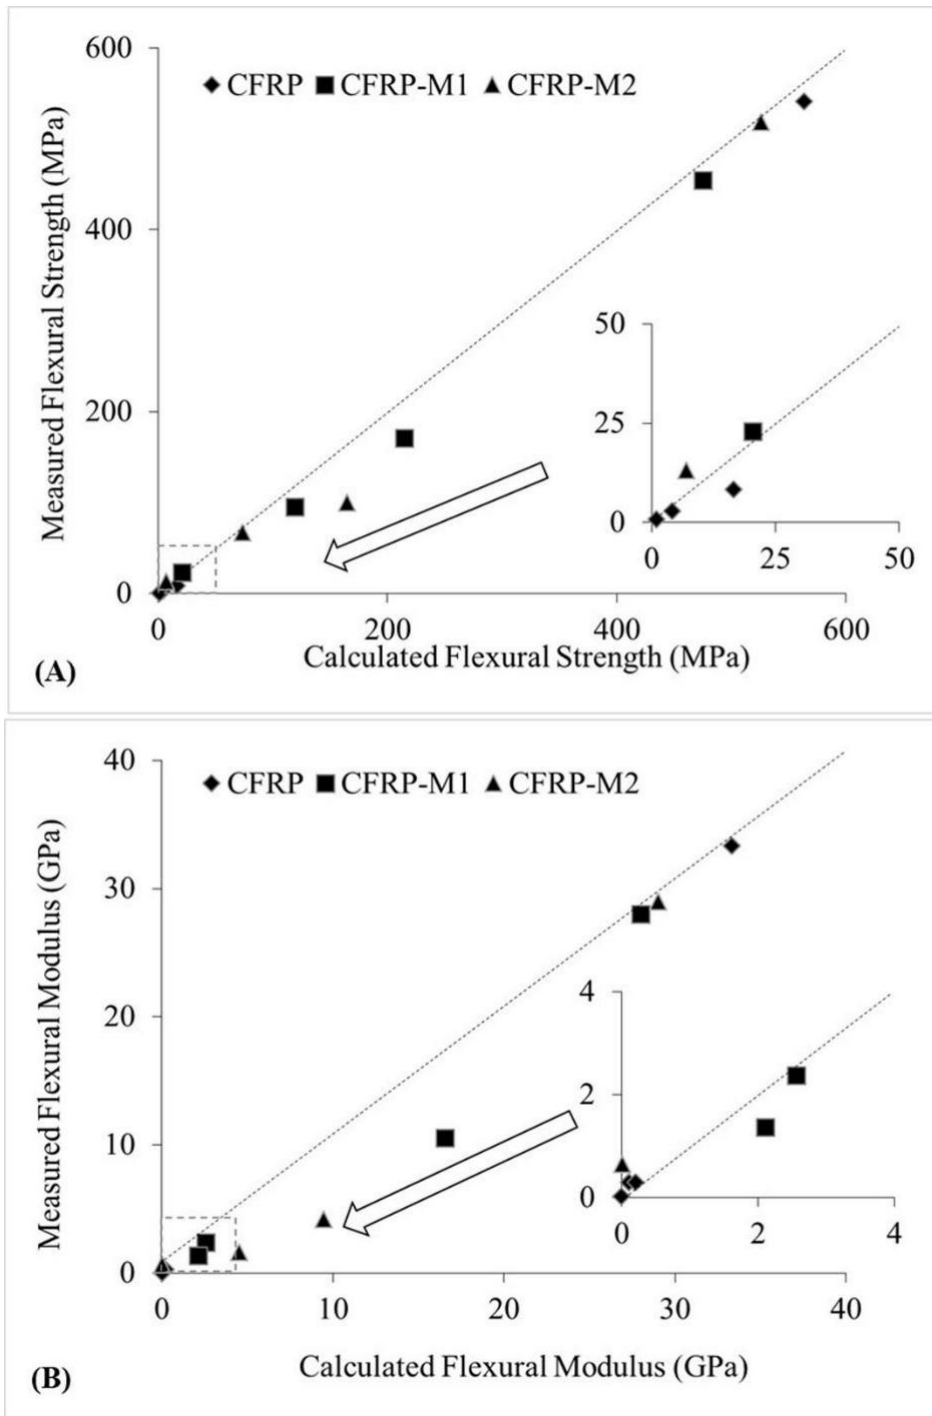 600
CFRP CFRP-M1 CFRP-M2
Measured Flexural Strength (MPa)
400
200
0
50
25
0
0 25 50
0 200 400 600
Calculated Flexural Strength (MPa)
(A)
40
CFRP CFRP-M1 CFRP-M2
Measured Flexural Modulus (GPa)
30
20
10
0
4
2
0
0 2 4
0 10 20 30 40
Calculated Flexural Modulus (GPa)
(B)